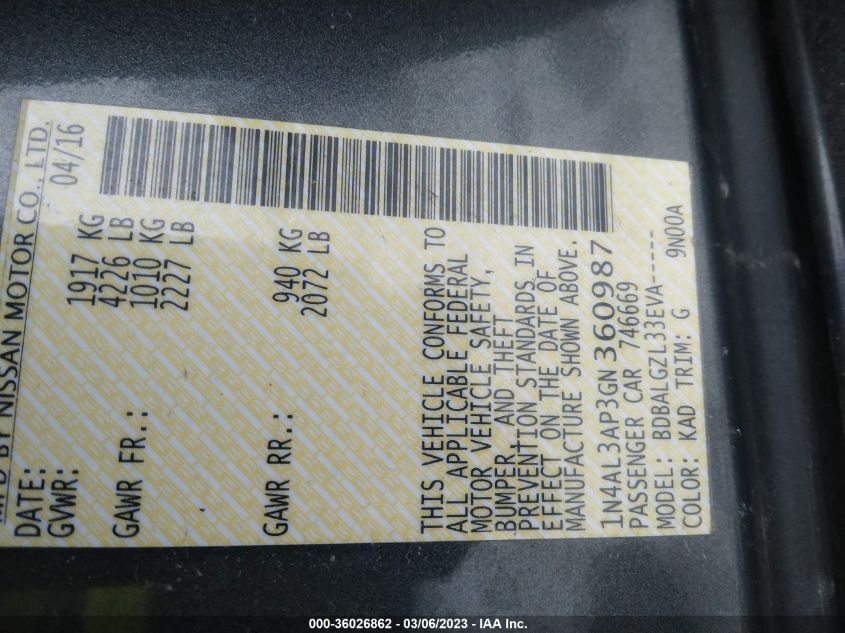 MFD BY NISSAN MOTOR CO., LTD.
DATE: 04/16
GVWR: 1917 KG
4226 LB
GAWR FR.: 1010 KG
2227 LB
GAWR RR.: 940 KG
2072 LB
THIS VEHICLE CONFORMS TO
ALL APPLICABLE FEDERAL
MOTOR VEHICLE SAFETY,
BUMPER, AND THEFT
PREVENTION STANDARDS IN
EFFECT ON THE DATE OF
MANUFACTURE SHOWN ABOVE.
1N4AL3AP3GN360987
PASSENGER CAR 746669
MODEL: BDBALGZL33EVA-----
COLOR: KAD TRIM: G 9N00A
000-36026862 - 03/06/2023 - IAA Inc.